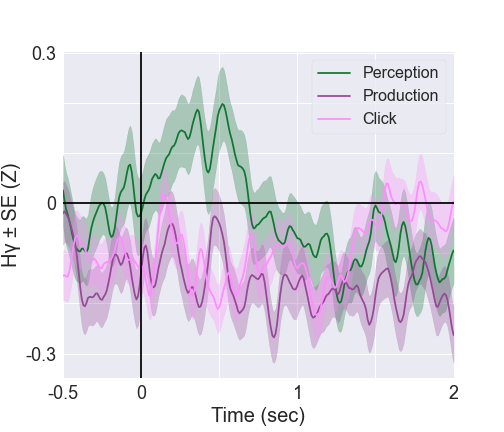 0.3
Perception
Production
Click
0
-0.3
Hγ ± SE (Z)
-0.5 0 1 2
Time (sec)